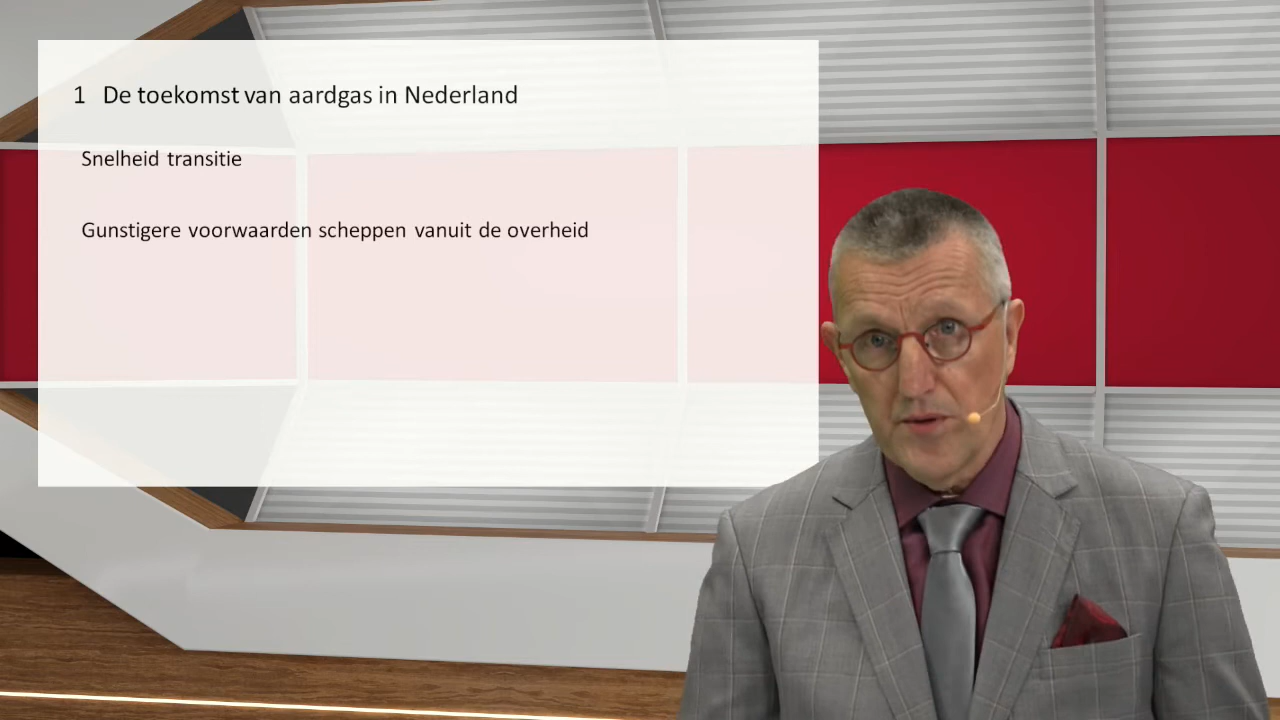 1 De toekomst van aardgas in Nederland
Snelheid transitie
Gunstigere voorwaarden scheppen vanuit de overheid